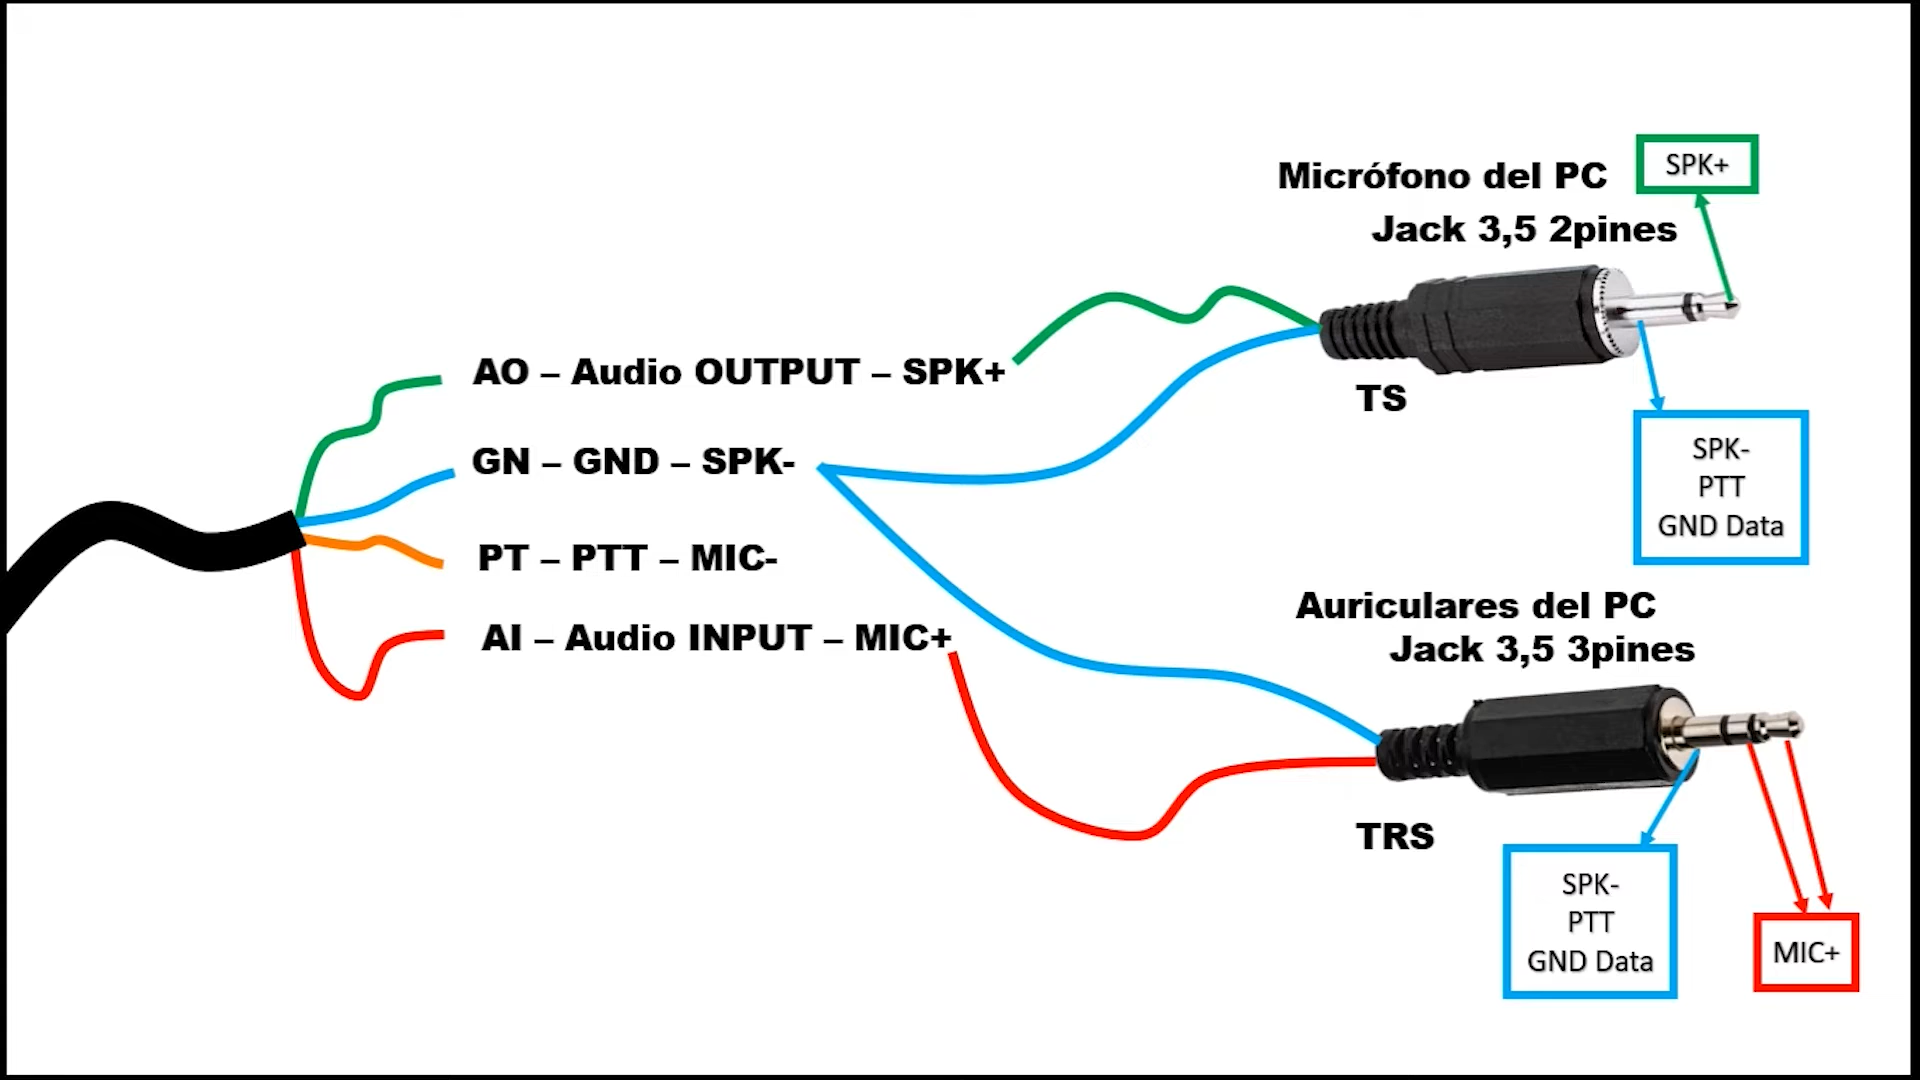 Micrófono del PC
Jack 3,5 2pines
SPK+
AO – Audio OUTPUT – SPK+
TS
GN – GND – SPK-
SPK-
PTT
GND Data
PT – PTT – MIC-
AI – Audio INPUT – MIC+
Auriculares del PC
Jack 3,5 3pines
TRS
SPK-
PTT
GND Data
MIC+